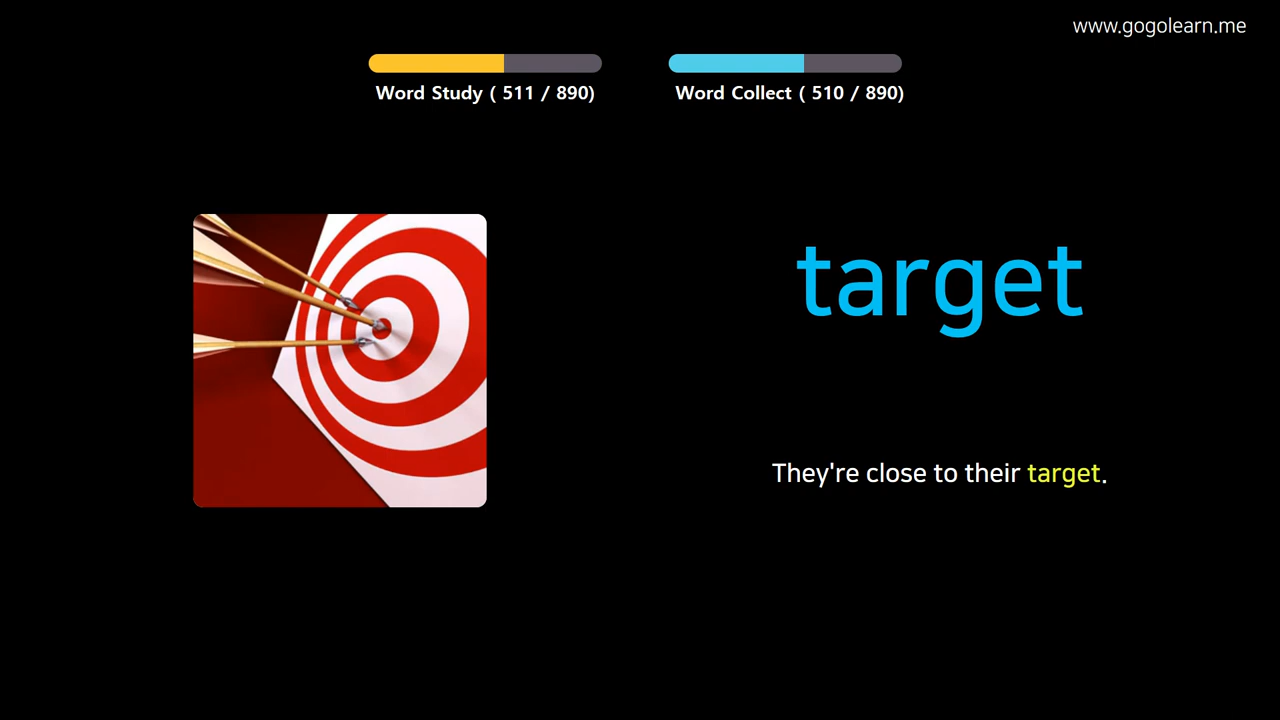 www.gogolearn.me
Word Study ( 511 / 890)
Word Collect ( 510 / 890)
target
They're close to their target.